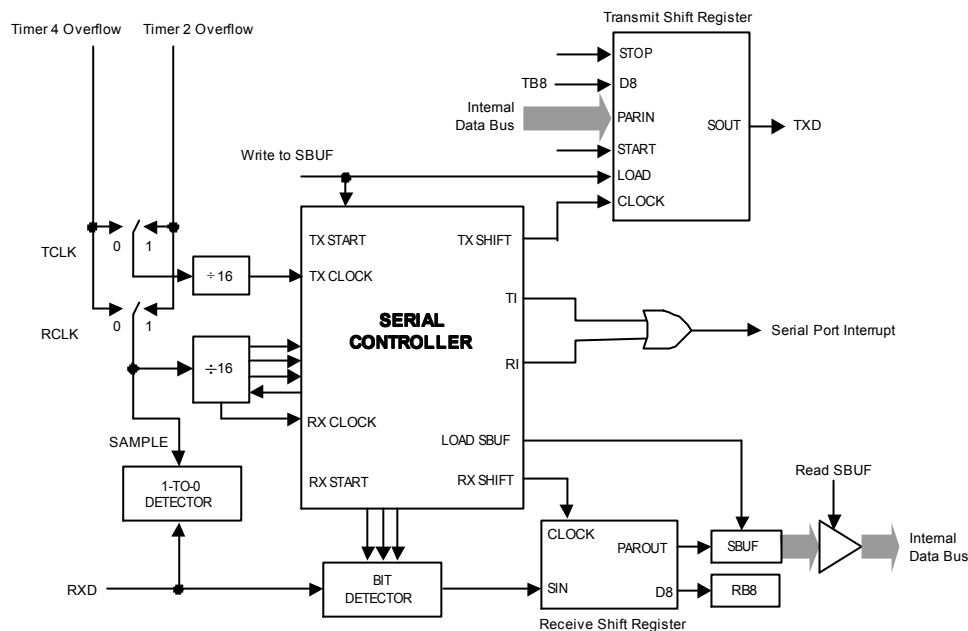 Timer 4 Overflow
Timer 2 Overflow
Transmit Shift Register
STOP
TB8
D8
Internal
Data Bus
PARIN
SOUT
TXD
START
Write to SBUF
LOAD
CLOCK
TX START
TX SHIFT
TCLK
0
1
÷16
TX CLOCK
TI
SERIAL
CONTROLLER
Serial Port Interrupt
RCLK
0
1
÷16
RI
RX CLOCK
SAMPLE
LOAD SBUF
1-TO-0
DETECTOR
RX START
RX SHIFT
Read SBUF
CLOCK
PAROUT
SBUF
Internal
Data Bus
RXD
BIT
DETECTOR
SIN
D8
RB8
Receive Shift Register